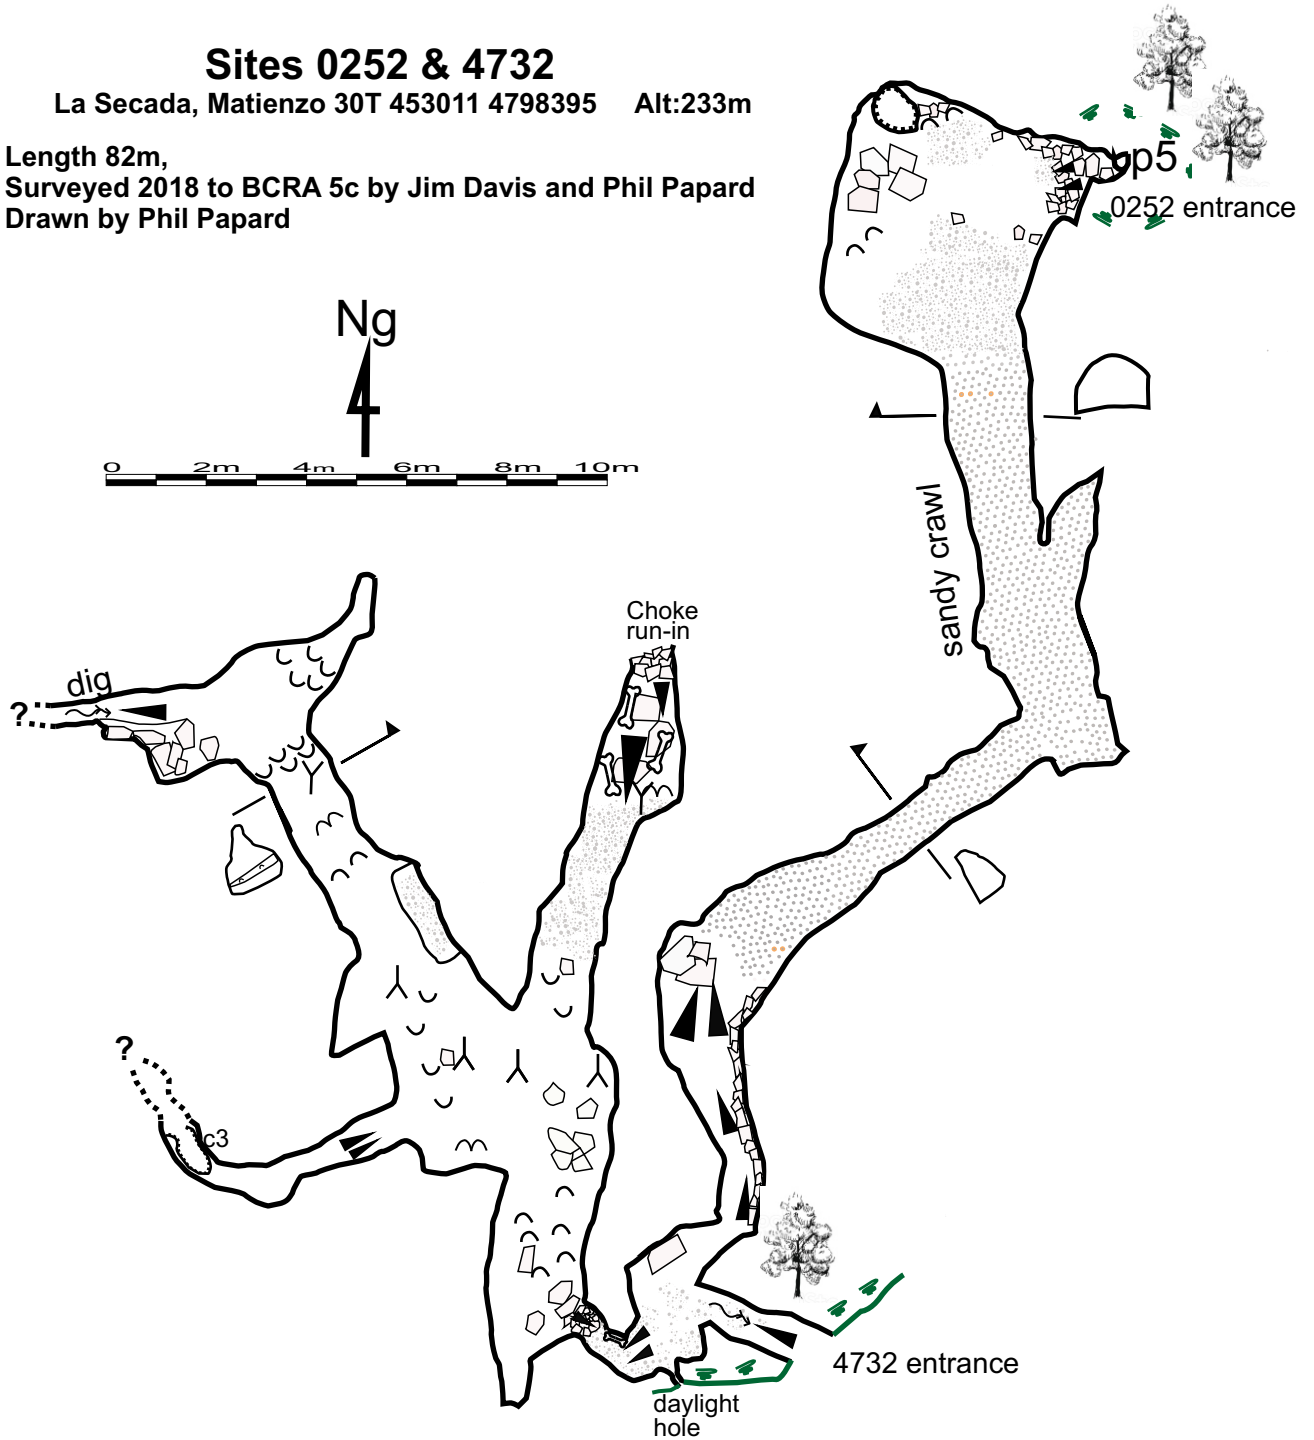 Sites 0252 & 4732
La Secada, Matienzo 30T 453011 4798395 Alt:233m
Length 82m,
Surveyed 2018 to BCRA 5c by Jim Davis and Phil Papard
Drawn by Phil Papard
p5
0252 entrance
Ng
0 2m 4m 6m 8m 10m
sandy crawl
Choke
run-in
dig
?
?
c3
4732 entrance
daylight
hole